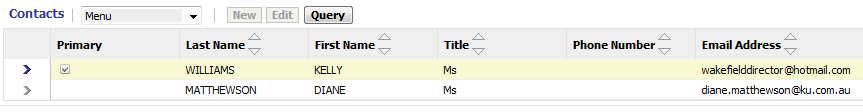 Contacts Menu New Edit Query
Primary Last Name First Name Title Phone Number Email Address
WILLIAMS KELLY Ms wakefielddirector@hotmail.com
MATTHEWSON DIANE Ms diane.matthewson@ku.com.au